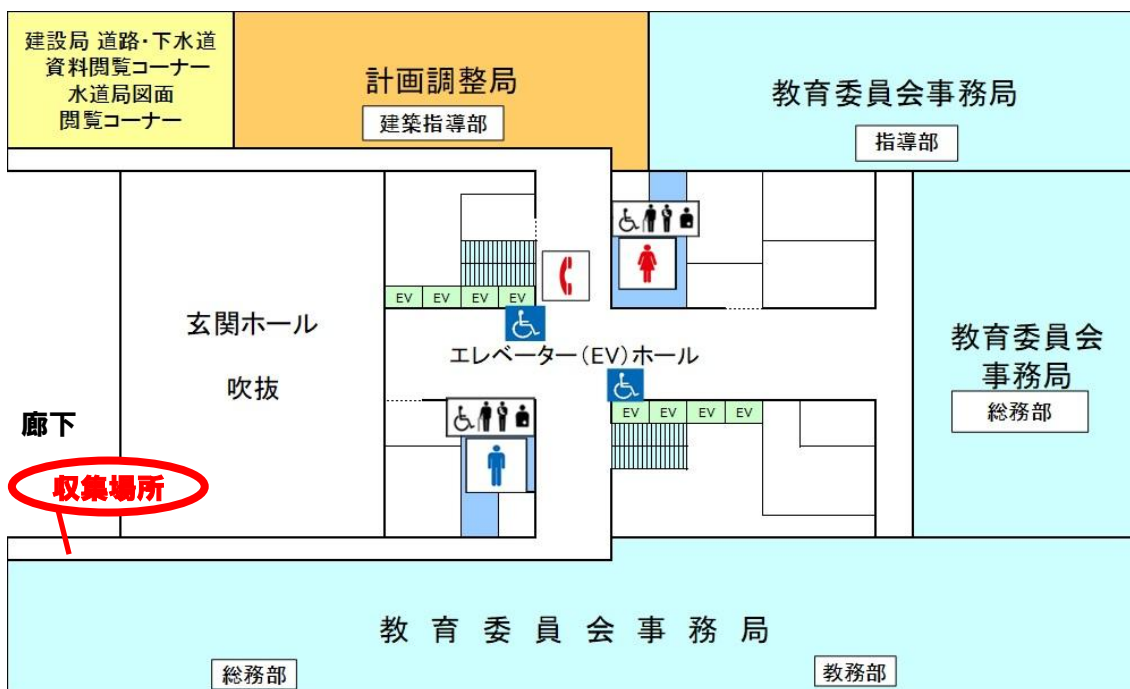 建設局 道路・下水道
資料閲覧コーナー
水道局図面
閲覧コーナー
計画調整局
建築指導部
教育委員会事務局
指導部
EV EV EV EV
玄関ホール
吹抜
エレベーター(EV)ホール
教育委員会
事務局
総務部
EV EV EV EV
廊下
収集場所
教育委員会事務局
総務部
教務部